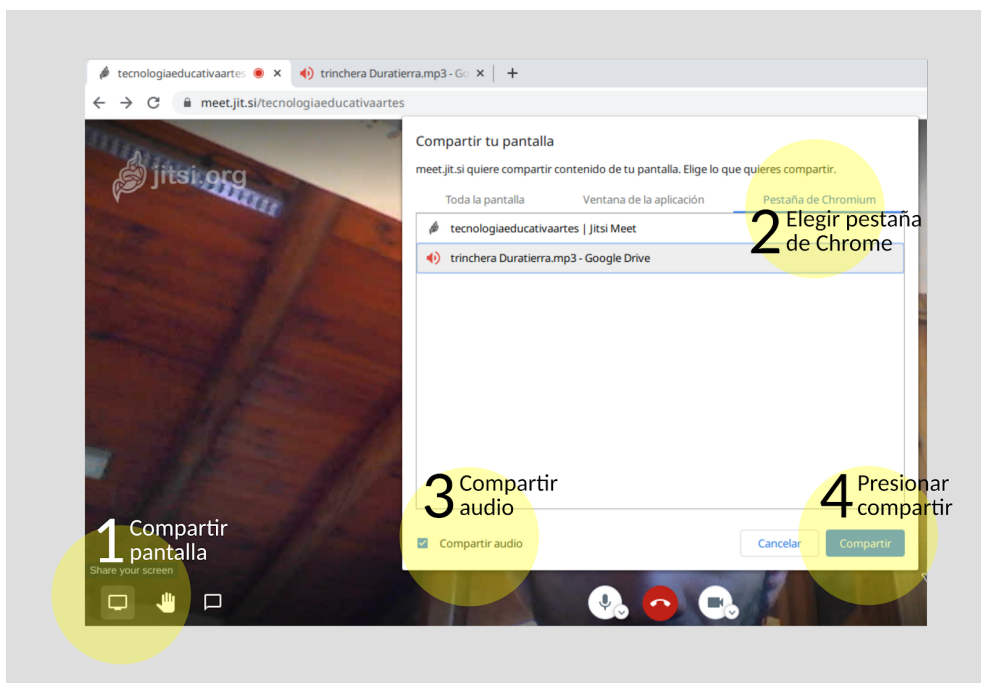 tecnologiaeducativaartes
trinchera Duratierra.mp3 - Go
meet.jit.si/tecnologiaeducativaartes
jitsi.org
Compartir tu pantalla
meet.jit.si quiere compartir contenido de tu pantalla. Elige lo que quieres compartir.
Toda la pantalla
Ventana de la aplicación
Pestaña de Chromium
2 Elegir pestaña
de Chrome
tecnologiaeducativaartes | Jitsi Meet
trinchera Duratierra.mp3 - Google Drive
3 Compartir
audio
4 Presionar
compartir
Compartir audio
Cancelar
Compartir
1 Compartir
pantalla
Share your screen